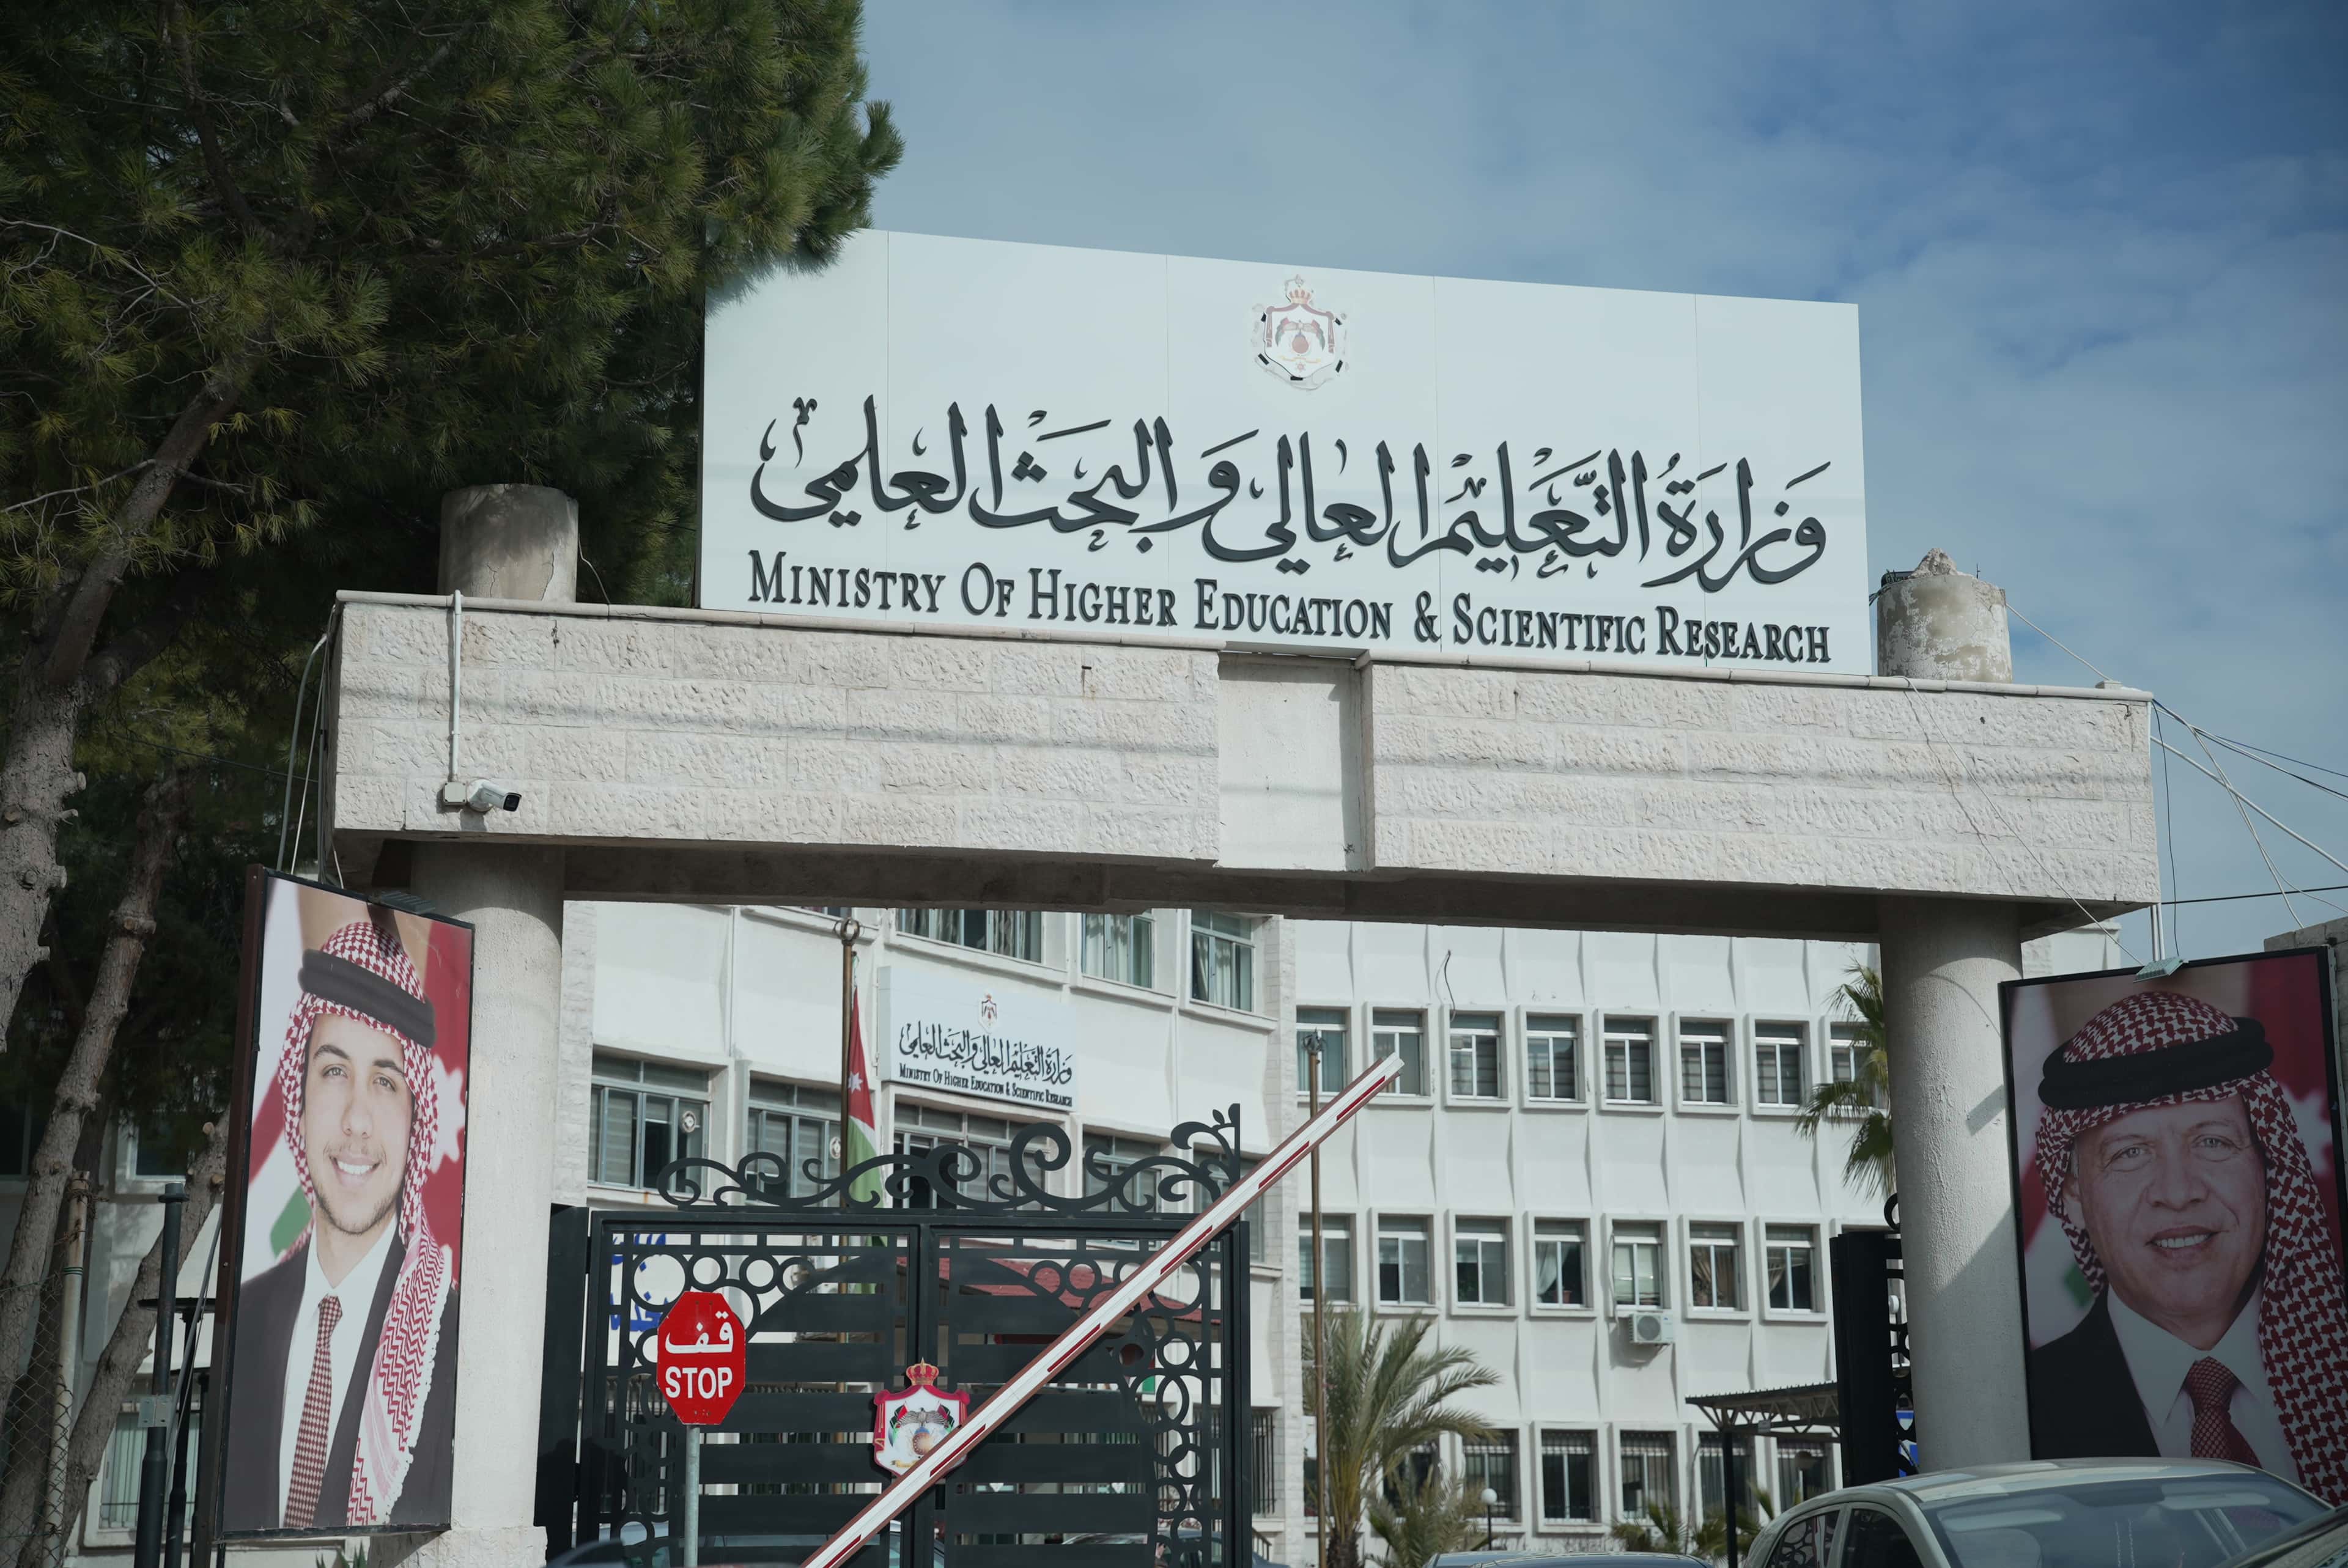 وزارة التعليم العالي والبحث العلمي
MINISTRY OF HIGHER EDUCATION & SCIENTIFIC RESEARCH
وزارة التعليم العالي والبحث العلمي
MINISTRY OF HIGHER EDUCATION & SCIENTIFIC RESEARCH
قف
STOP